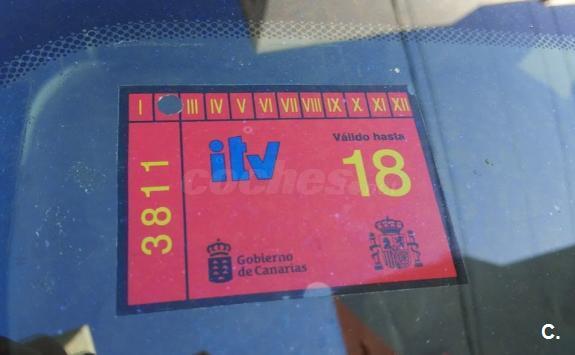 I III IV V VI VII VIII IX X XI XII
3811
itv
Válido hasta
18
coches.
Gobierno
de Canarias
C.